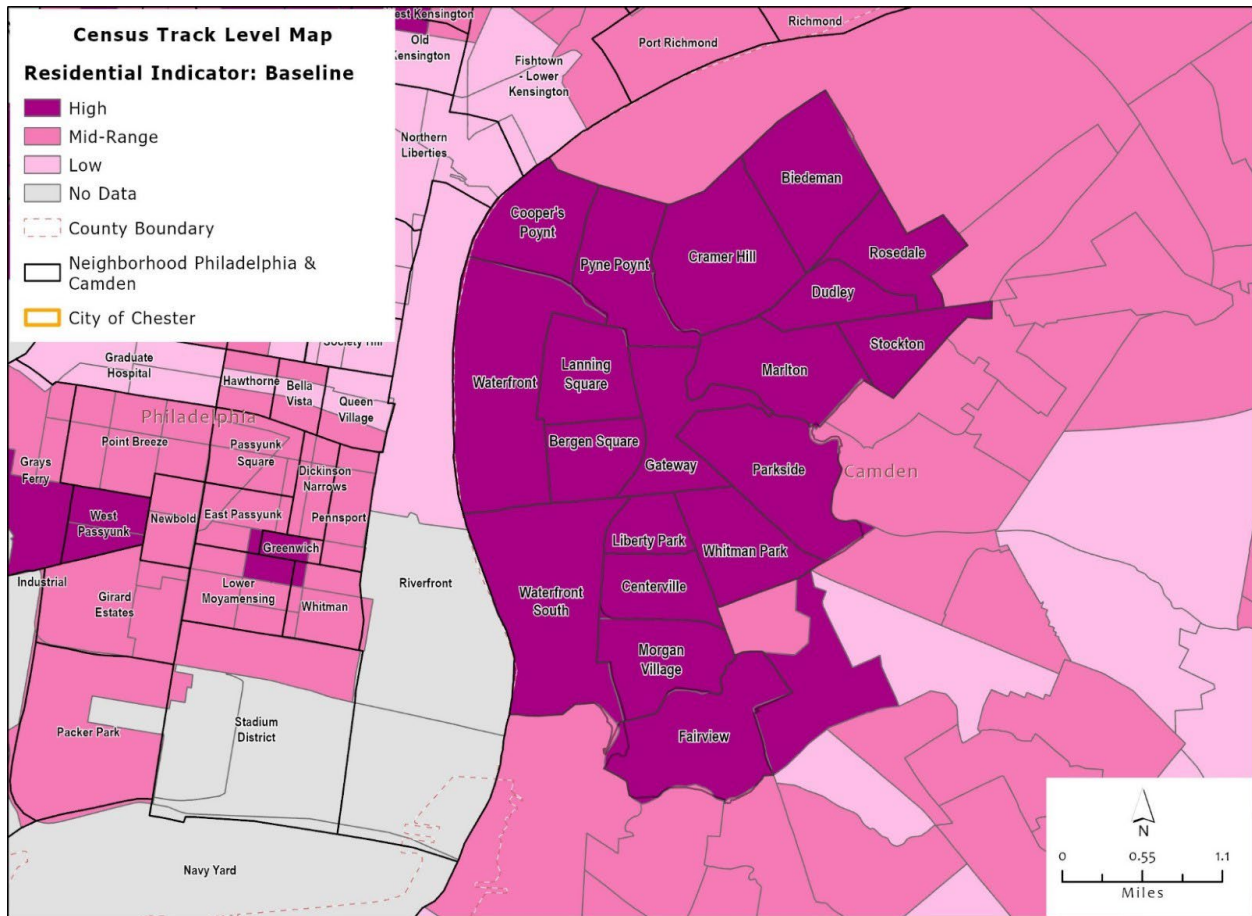 Census Track Level Map
Residential Indicator: Baseline
High
Mid-Range
Low
No Data
County Boundary
Neighborhood Philadelphia &
Camden
City of Chester
est Kensington
Old
Kensington
Fishtown
- Lower
Kensington
Port Richmond
Richmond
Northern
Liberties
Cooper's
Poynt
Pyne Poynt
Cramer Hill
Biedeman
Rosedale
Dudley
Stockton
Marlton
Waterfront
Lanning
Square
Bergen Square
Gateway
Parkside
Camden
Society Hill
Graduate
Hospital
Hawthorne
Bella
Vista
Queen
Village
Philadelphia
Point Breeze
Passyunk
Square
Dickinson
Narrows
Grays
Ferry
West
Passyunk
Newbold
East Passyunk
Pennsport
Greenwich
Industrial
Girard
Estates
Lower
Moyamensing
Whitman
Riverfront
Liberty Park
Whitman Park
Centerville
Waterfront
South
Morgan
Village
Fairview
Packer Park
Stadium
District
Navy Yard
N
0 0.55 1.1
Miles